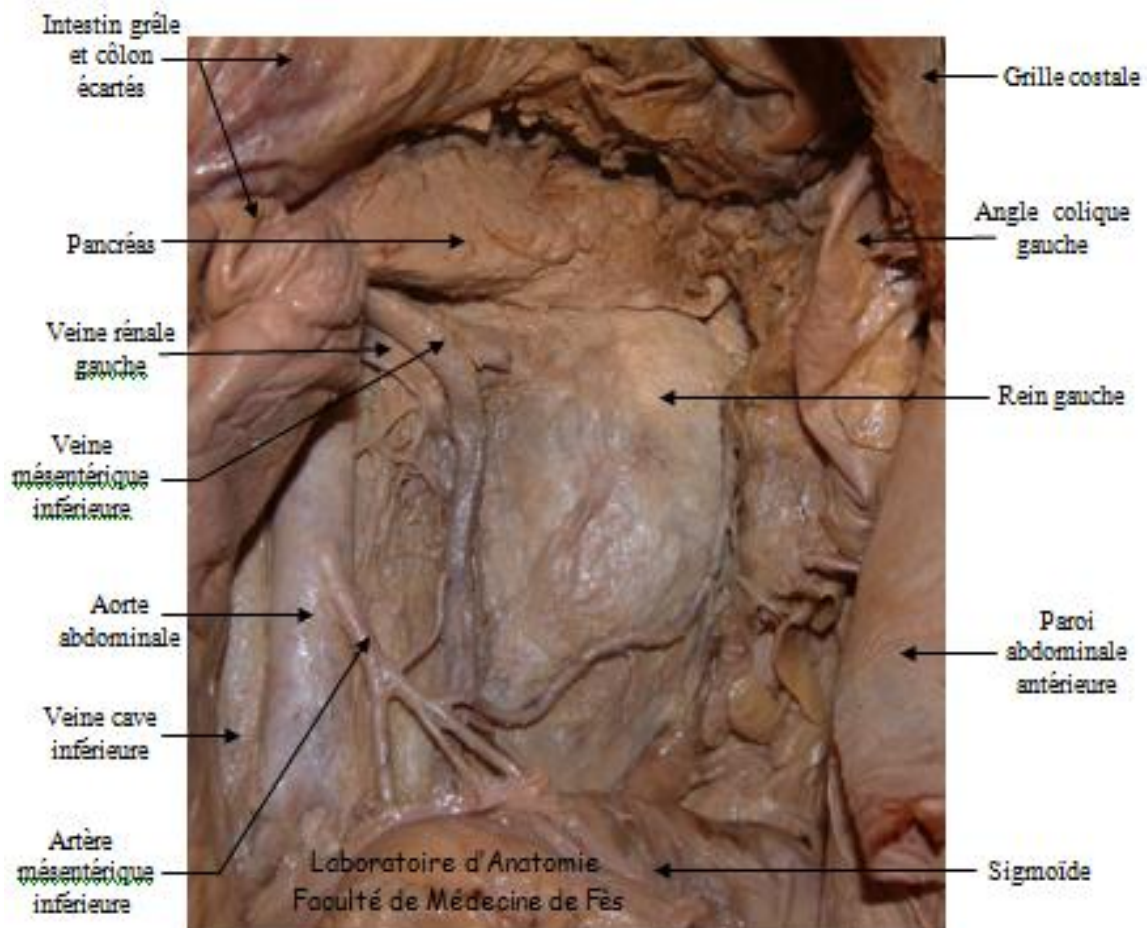 Intestin grêle
et côlon
écartés
Pancréas
Veine rénale
gauche
Veine
mésentérique
inférieure
Aorte
abdominale
Veine cave
inférieure
Artère
mésentérique
inférieure
Grille costale
Angle colique
gauche
Rein gauche
Paroi
abdominale
antérieure
Sigmoïde
Laboratoire d'Anatomie
Faculté de Médecine de Fès